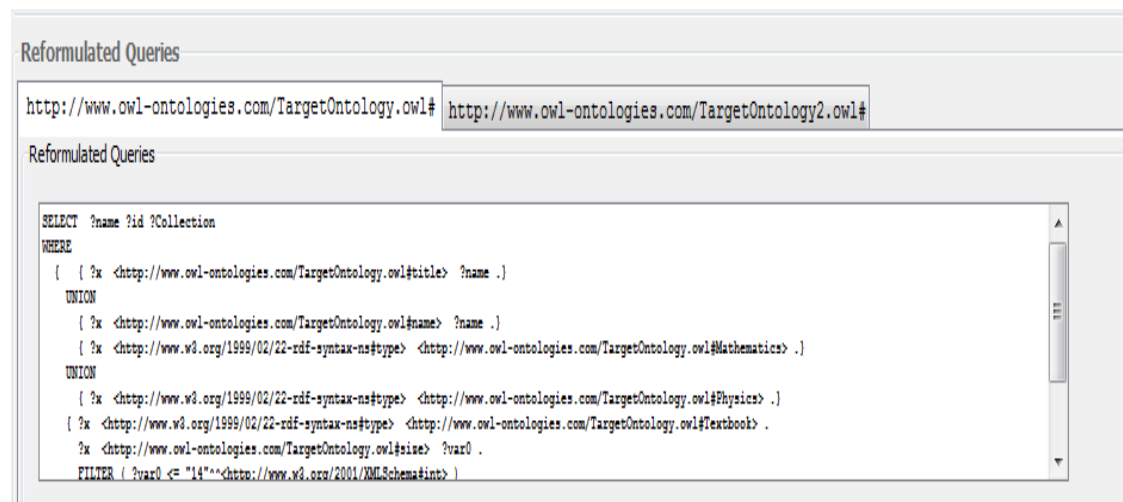 Reformulated Queries
http://www.owl-ontologies.com/TargetOntology.owl# http://www.owl-ontologies.com/TargetOntology2.owl#
Reformulated Queries
SELECT ?name ?id ?Collection
WHERE
{ { ?x <http://www.owl-ontologies.com/TargetOntology.owl#title> ?name .}
UNION
{ ?x <http://www.owl-ontologies.com/TargetOntology.owl#name> ?name .}
{ ?x <http://www.w3.org/1999/02/22-rdf-syntax-ns#type> <http://www.owl-ontologies.com/TargetOntology.owl#Mathematics> .}
UNION
{ ?x <http://www.w3.org/1999/02/22-rdf-syntax-ns#type> <http://www.owl-ontologies.com/TargetOntology.owl#Physics> .}
{ ?x <http://www.w3.org/1999/02/22-rdf-syntax-ns#type> <http://www.owl-ontologies.com/TargetOntology.owl#Textbook> .
?x <http://www.owl-ontologies.com/TargetOntology.owl#size> ?var0 .
FILTER ( ?var0 <= "14"^^<http://www.w3.org/2001/XMLSchema#int> )